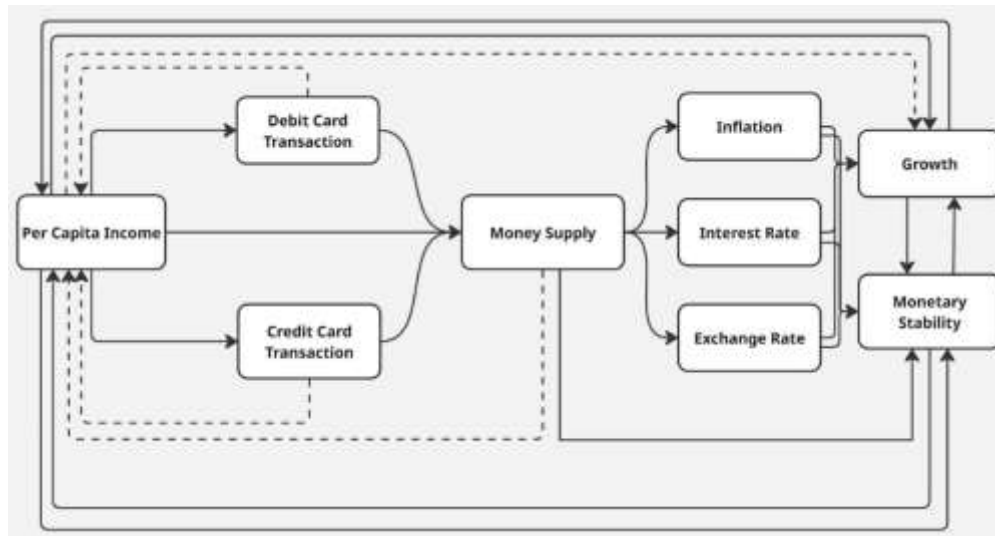 Debit Card
Transaction
Inflation
Growth
Per Capita Income
Money Supply
Interest Rate
Monetary
Stability
Credit Card
Transaction
Exchange Rate